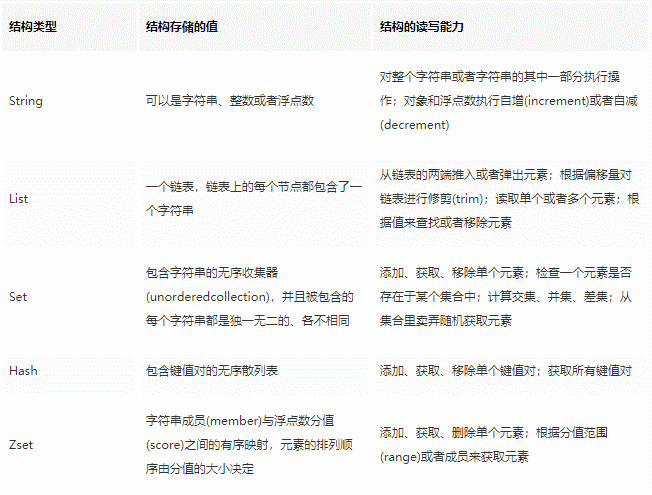 结构类型 结构存储的值 结构的读写能力
String 可以是字符串、整数或者浮点数 对整个字符串或者字符串的其中一部分执行操
作；对象和浮点数执行自增(increment)或者自减
(decrement)
List 一个链表，链表上的每个节点都包含了一
个字符串
从链表的两端推入或者弹出元素；根据偏移量对
链表进行修剪(trim)；读取单个或者多个元素；根
据值来查找或者移除元素
Set 包含字符串的无序收集器
(unorderedcollection)，并且被包含的
每个字符串都是独一无二的、各不相同
添加、获取、移除单个元素；检查一个元素是否
存在于某个集合中；计算交集、并集、差集；从
集合里卖弄随机获取元素
Hash 包含键值对的无序散列表 添加、获取、移除单个键值对；获取所有键值对
Zset 字符串成员(member)与浮点数分值
(score)之间的有序映射，元素的排列顺
序由分值的大小决定
添加、获取、删除单个元素；根据分值范围
(range)或者成员来获取元素